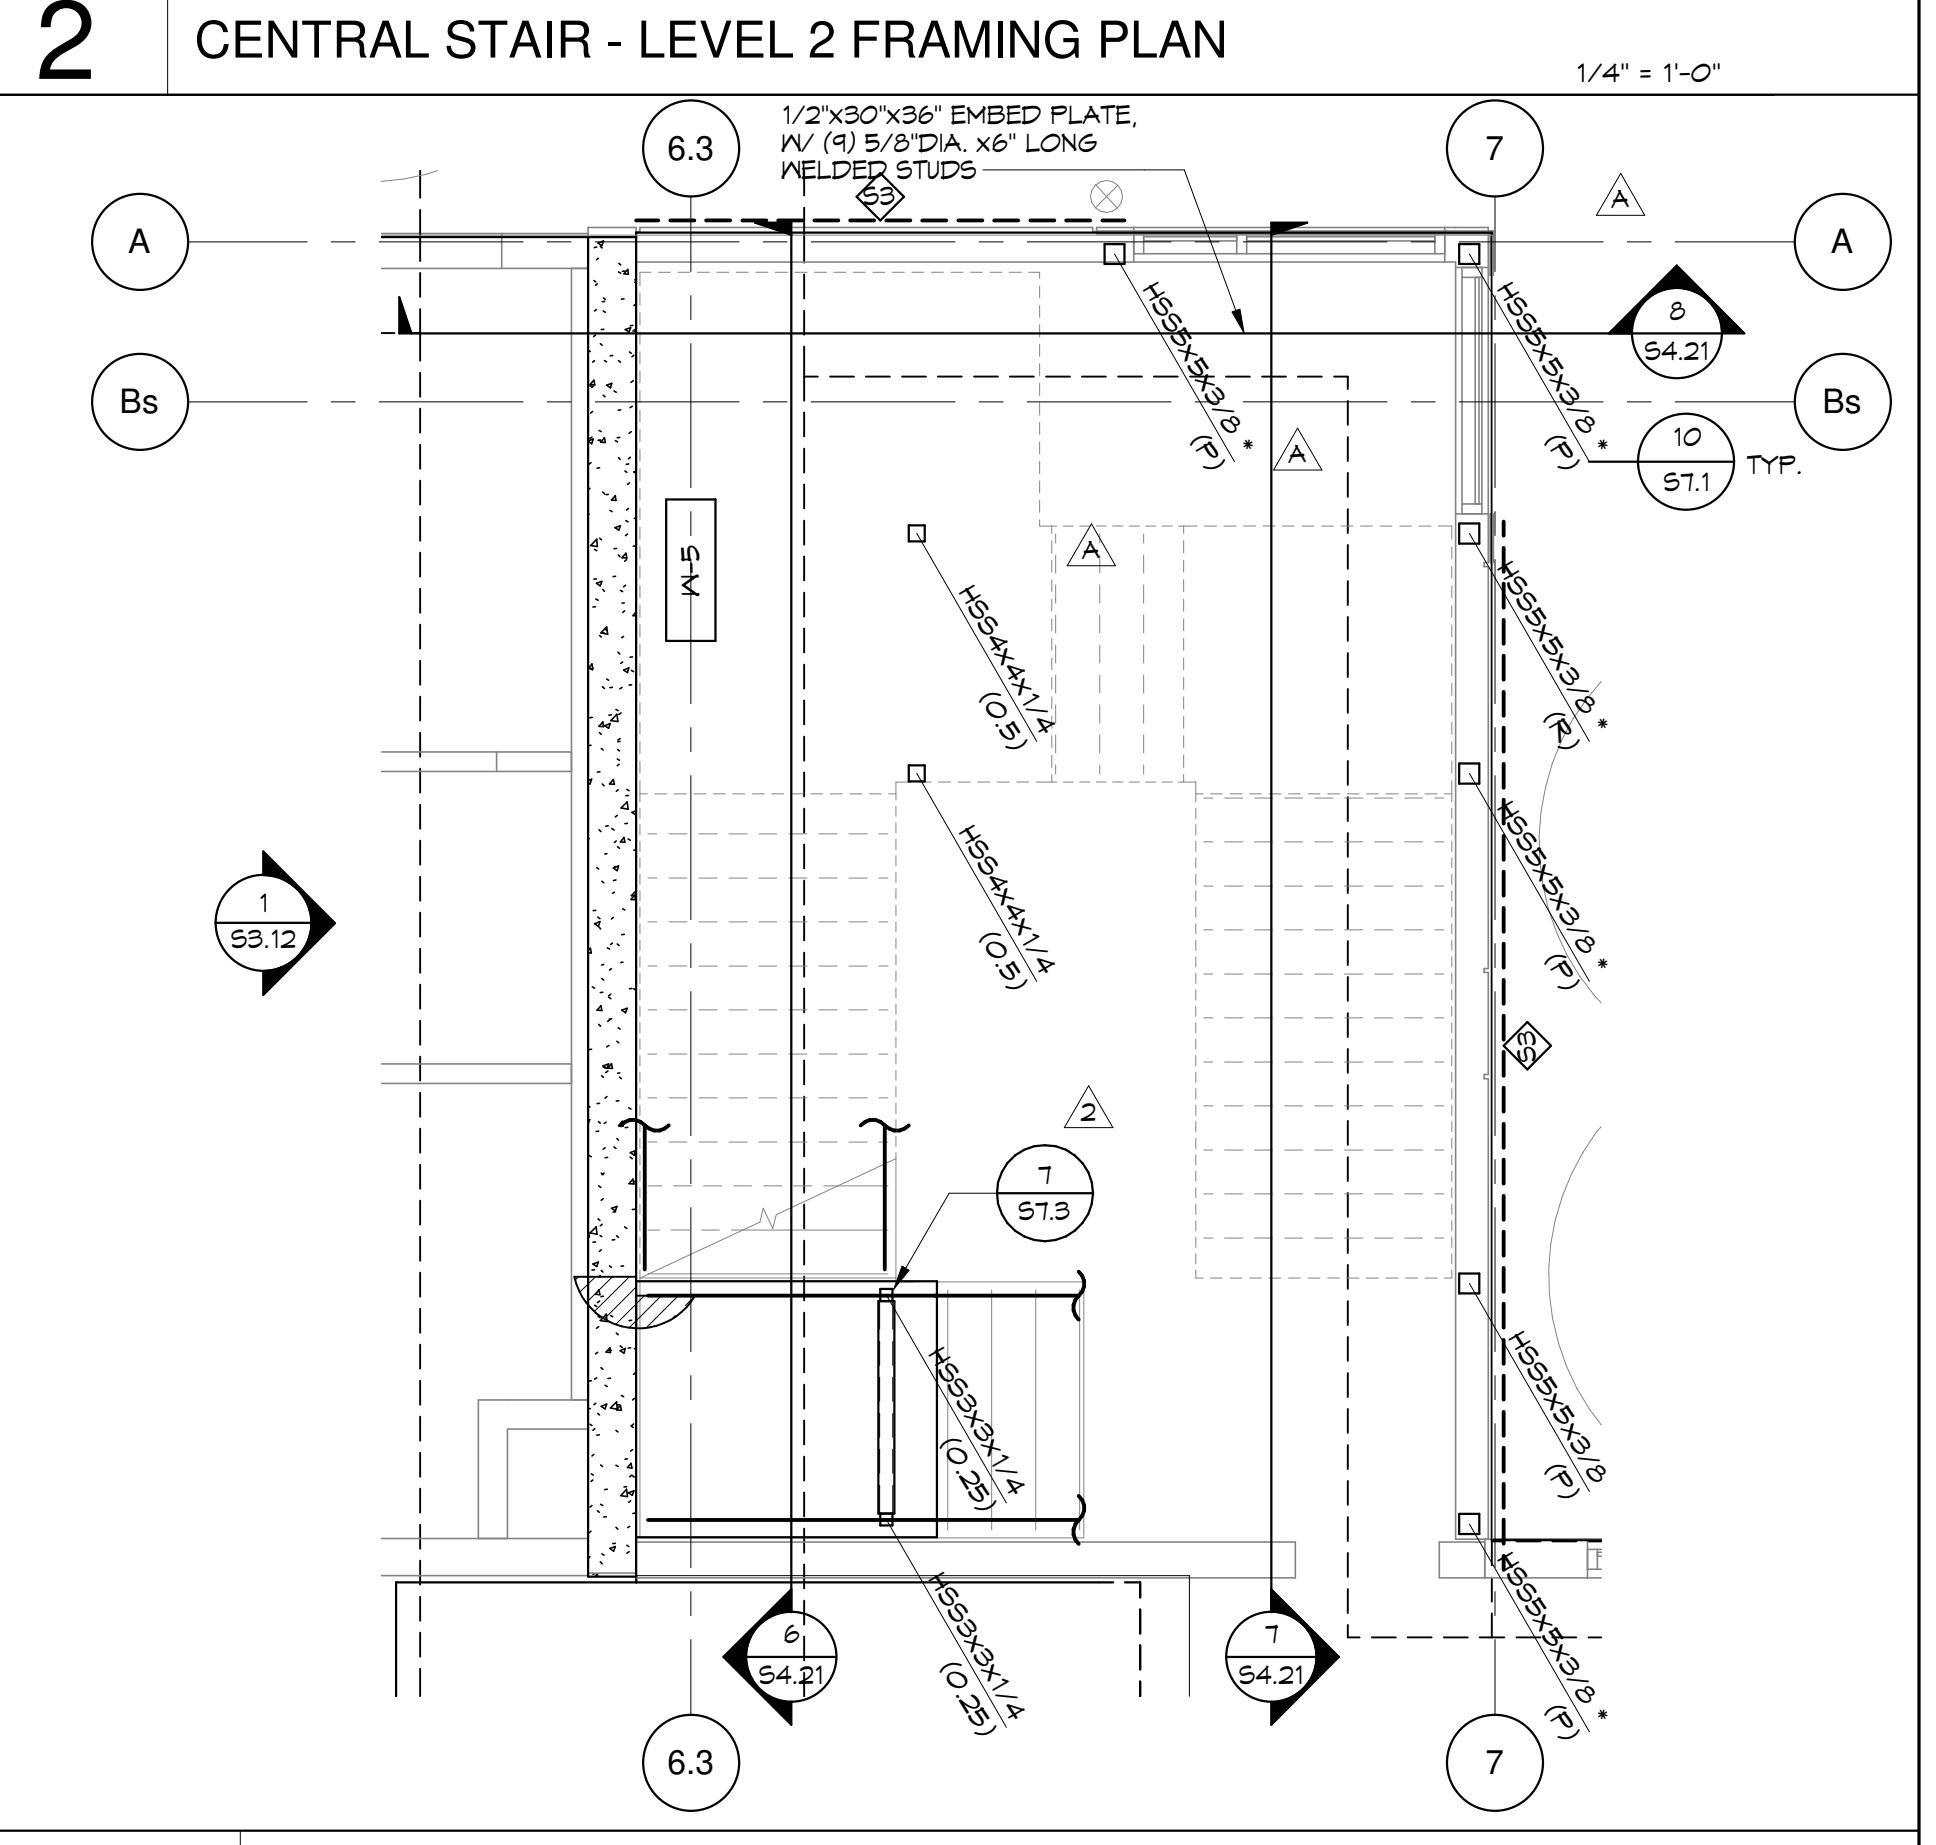 2
CENTRAL STAIR - LEVEL 2 FRAMING PLAN
1/4" = 1'-0"
6.3
1/2"x30"x36" EMBED PLATE,
W/ (9) 5/8"DIA. x6" LONG
WELDED STUDS
7
S3
A
A
A
HSS5x5x3/8 *
(P)
HSS5x5x3/8 *
(P)
8
S4.21
Bs
Bs
A
10
S7.1
TYP.
W-5
A
HSS4x4x1/4
(0.5)
HSS5x5x3/8 *
(P)
HSS4x4x1/4
(0.5)
HSS5x5x3/8 *
(P)
1
S3.12
S3
2
7
S7.3
HSS3x3x1/4
(0.25)
HSS5x5x3/8
(P)
HSS3x3x1/4
(0.25)
HSS5x5x3/8 *
(P)
6
S4.21
7
S4.21
6.3
7